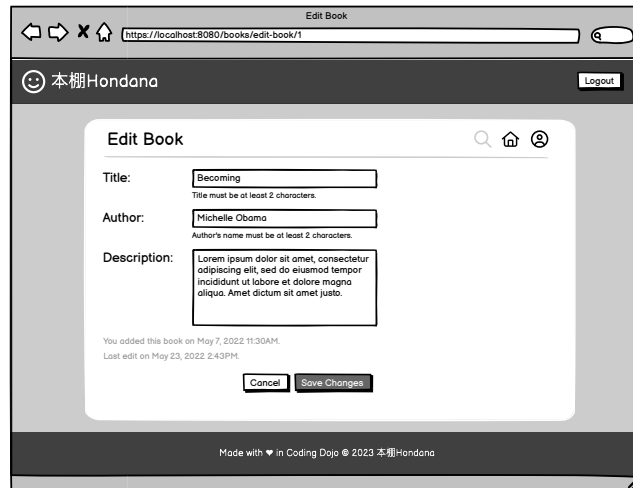 Edit Book
https://localhost:8080/books/edit-book/1
本棚Hondana
Logout
Edit Book
Title:
Becoming
Title must be at least 2 characters.
Author:
Michelle Obama
Author's name must be at least 2 characters.
Description:
Lorem ipsum dolor sit amet, consectetur
adipiscing elit, sed do eiusmod tempor
incididunt ut labore et dolore magna
aliqua. Amet dictum sit amet justo.
You added this book on May 7, 2022 11:30AM.
Last edit on May 23, 2022 2:43PM.
Cancel
Save Changes
Made with ❤ in Coding Dojo © 2023 本棚Hondana